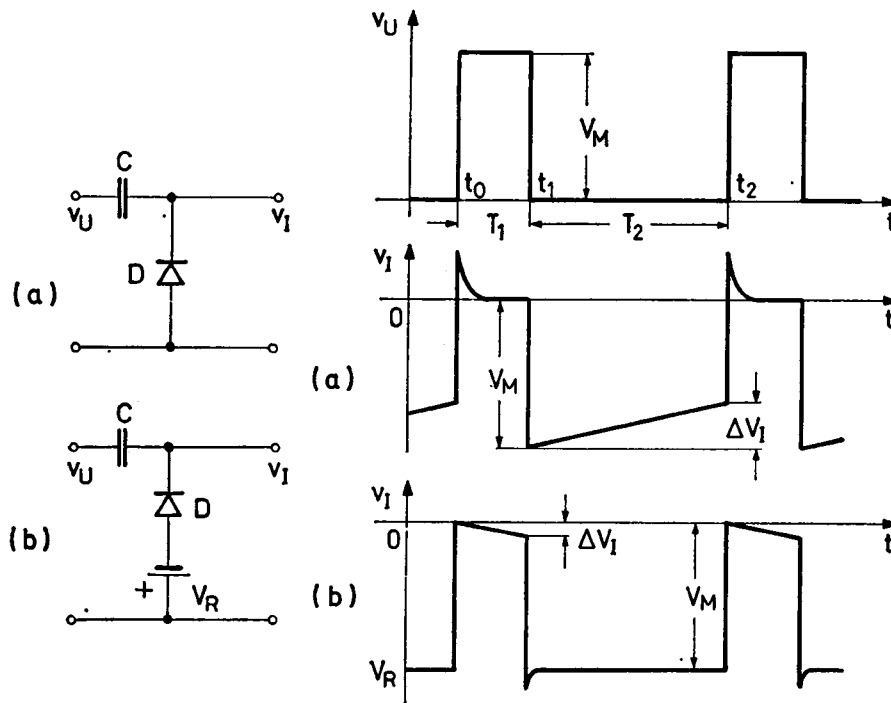 C
v_U
v_I
D
(a)
C
v_U
v_I
D
(b)
+
V_R
v_U
V_M
t_0
t_1
t_2
T_1
T_2
t
v_I
0
t
(a)
V_M
ΔV_I
v_I
0
t
ΔV_I
(b)
V_M
V_R